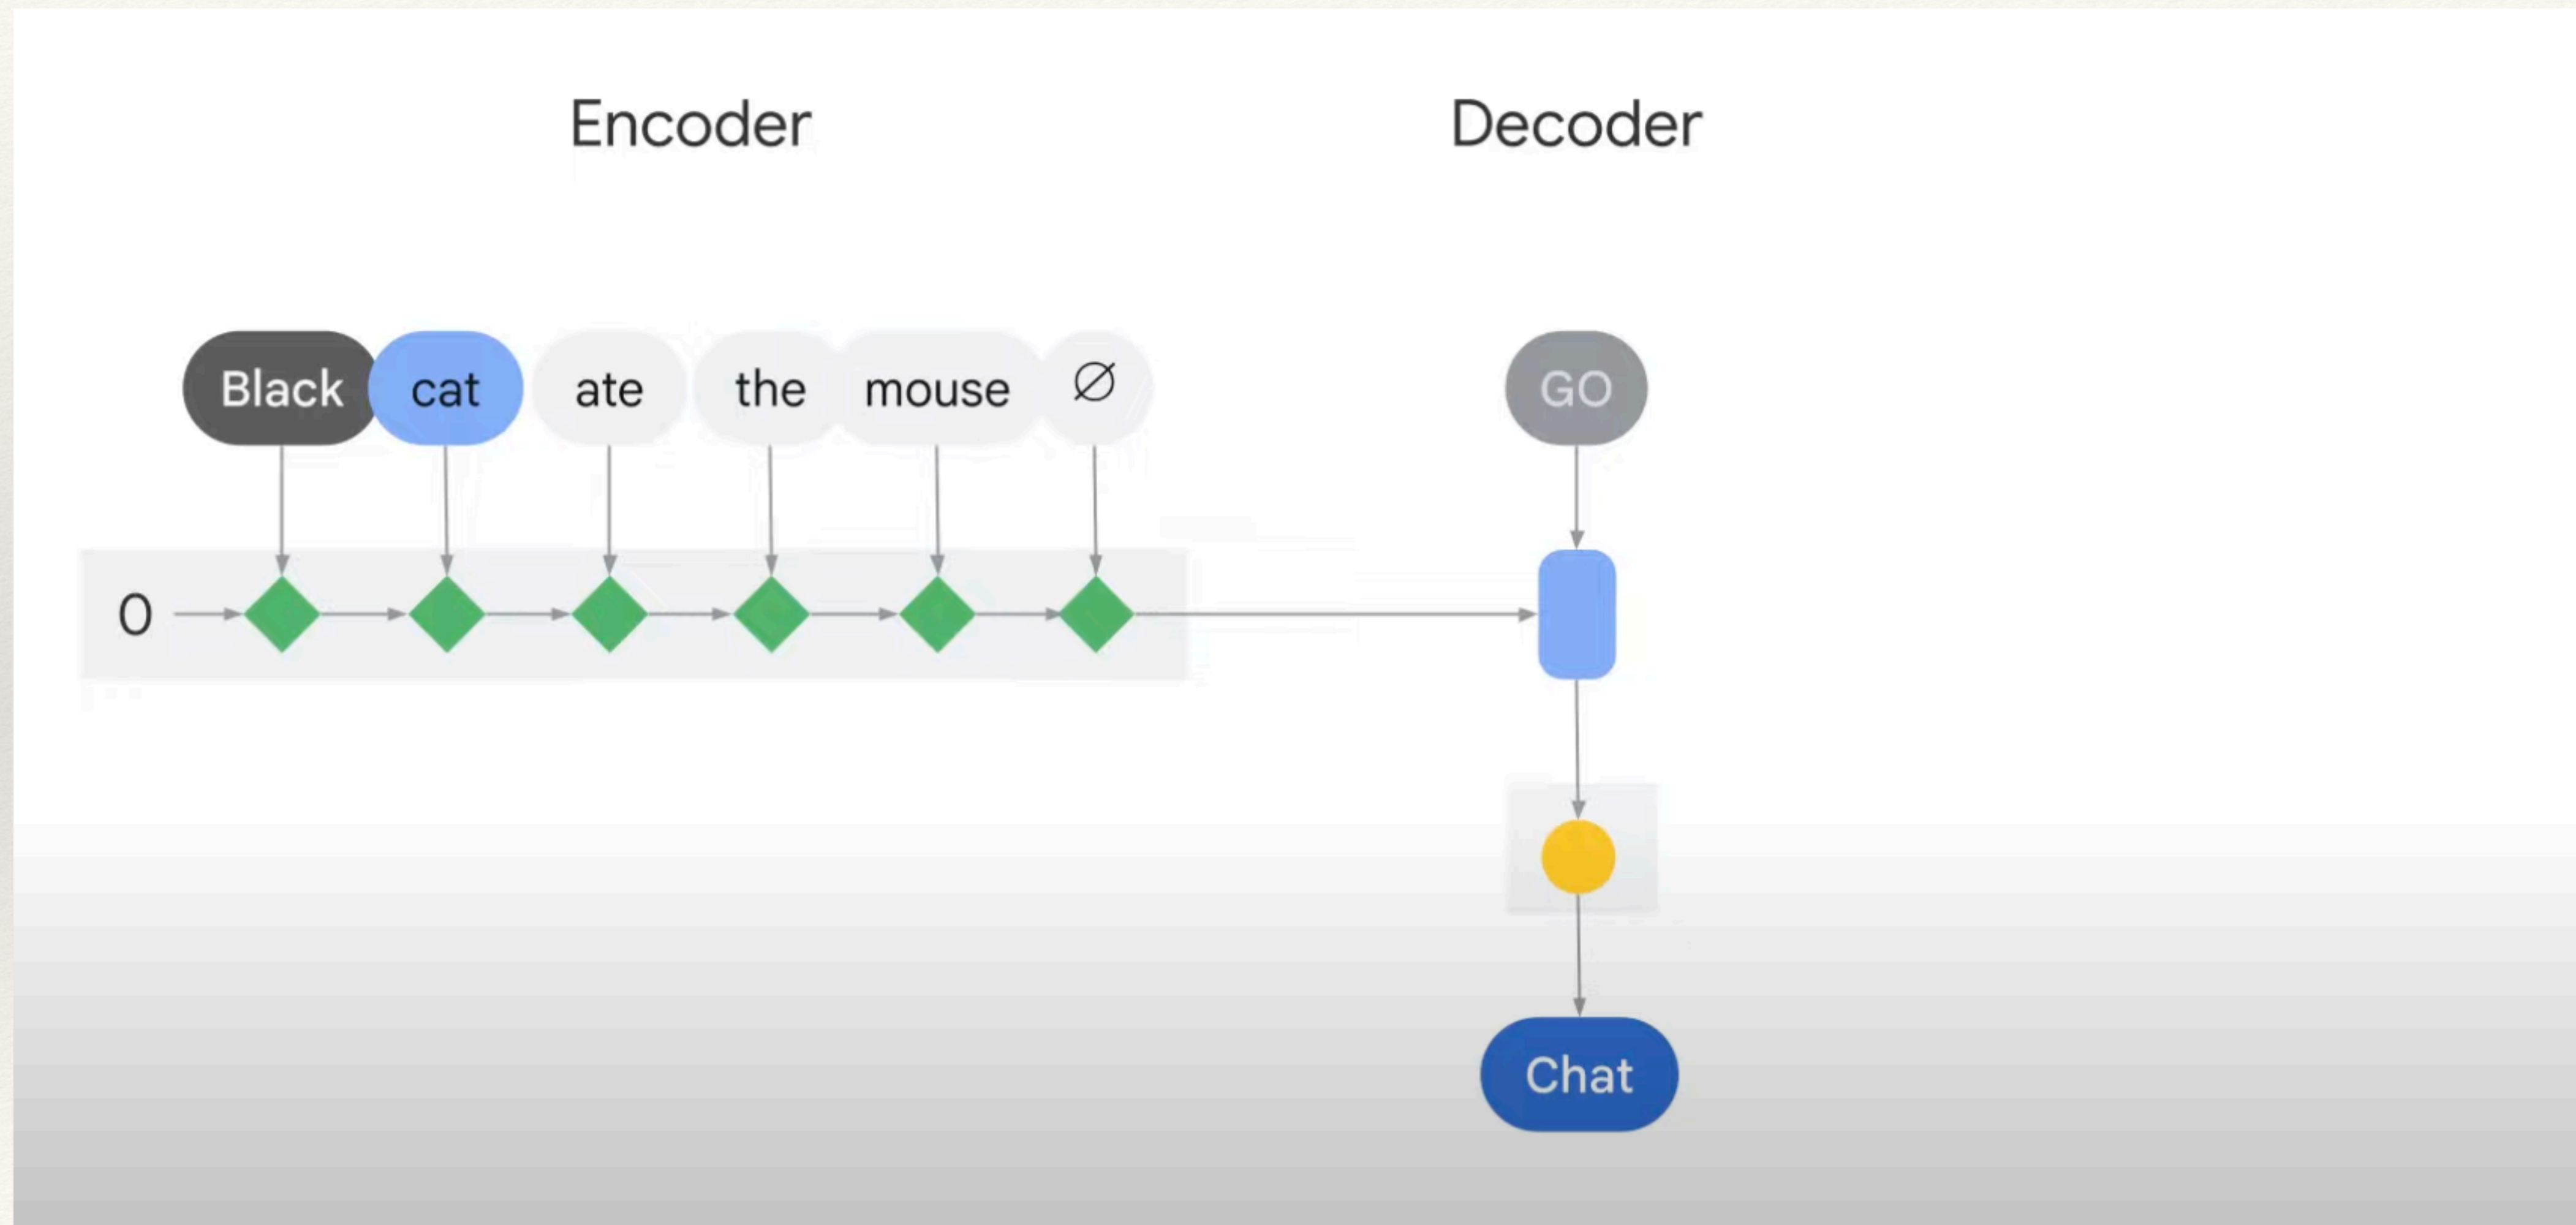 Encoder
Decoder
Black cat ate the mouse ∅
GO
0
Chat